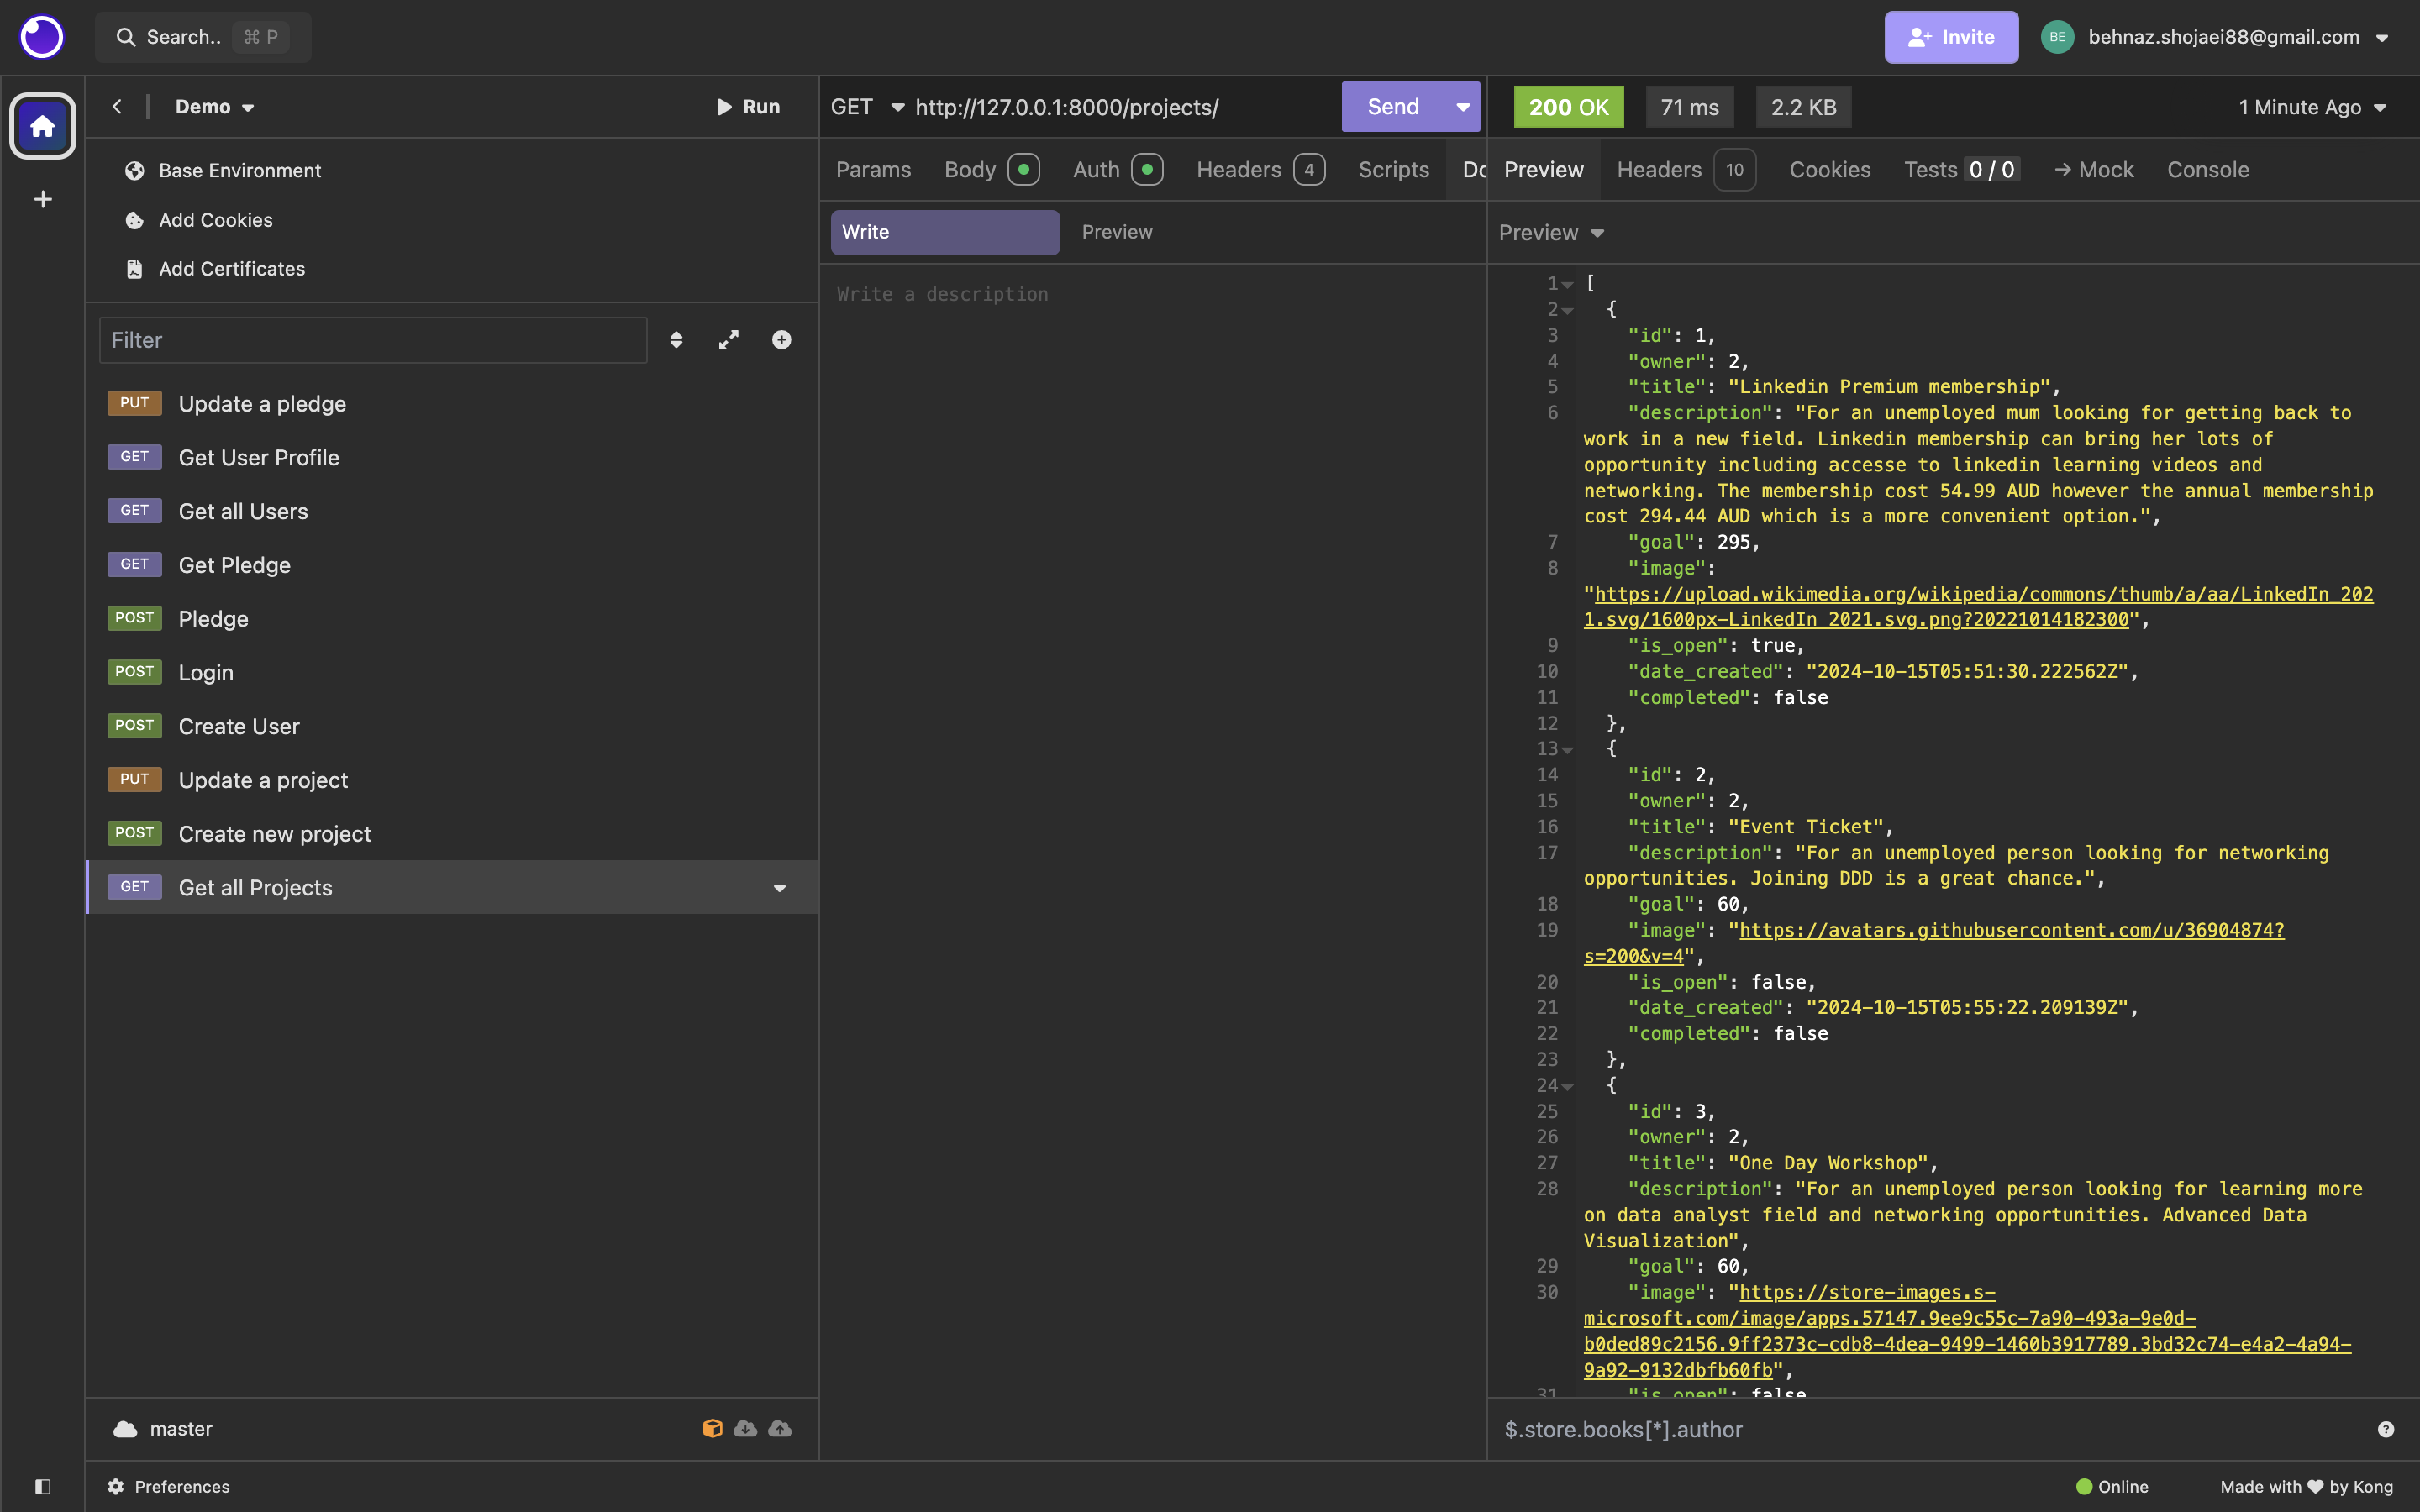 Search.. ⌘ P
Invite
BE behnaz.shojaei88@gmail.com
Demo
Run
Base Environment
Add Cookies
Add Certificates
Filter
PUT Update a pledge
GET Get User Profile
GET Get all Users
GET Get Pledge
POST Pledge
POST Login
POST Create User
PUT Update a project
POST Create new project
GET Get all Projects
master
Preferences
GET http://127.0.0.1:8000/projects/ Send
Params Body Auth Headers 4 Scripts Do
Write Preview
Write a description
200 OK 71 ms 2.2 KB 1 Minute Ago
Preview Headers 10 Cookies Tests 0 / 0 → Mock Console
Preview
1 [
2 {
3 "id": 1,
4 "owner": 2,
5 "title": "Linkedin Premium membership",
6 "description": "For an unemployed mum looking for getting back to
work in a new field. Linkedin membership can bring her lots of
opportunity including accesse to linkedin learning videos and
networking. The membership cost 54.99 AUD however the annual membership
cost 294.44 AUD which is a more convenient option.",
7 "goal": 295,
8 "image":
"https://upload.wikimedia.org/wikipedia/commons/thumb/a/aa/LinkedIn_202
1.svg/1600px-LinkedIn_2021.svg.png?20221014182300",
9 "is_open": true,
10 "date_created": "2024-10-15T05:51:30.222562Z",
11 "completed": false
12 },
13 {
14 "id": 2,
15 "owner": 2,
16 "title": "Event Ticket",
17 "description": "For an unemployed person looking for networking
opportunities. Joining DDD is a great chance.",
18 "goal": 60,
19 "image": "https://avatars.githubusercontent.com/u/36904874?
s=200&v=4",
20 "is_open": false,
21 "date_created": "2024-10-15T05:55:22.209139Z",
22 "completed": false
23 },
24 {
25 "id": 3,
26 "owner": 2,
27 "title": "One Day Workshop",
28 "description": "For an unemployed person looking for learning more
on data analyst field and networking opportunities. Advanced Data
Visualization",
29 "goal": 60,
30 "image": "https://store-images.s-
microsoft.com/image/apps.57147.9ee9c55c-7a90-493a-9e0d-
b0ded89c2156.9ff2373c-cdb8-4dea-9499-1460b3917789.3bd32c74-e4a2-4a94-
9a92-9132dbfb60fb",
31 "is_open": false
$.store.books[*].author
Online
Made with ♥ by Kong